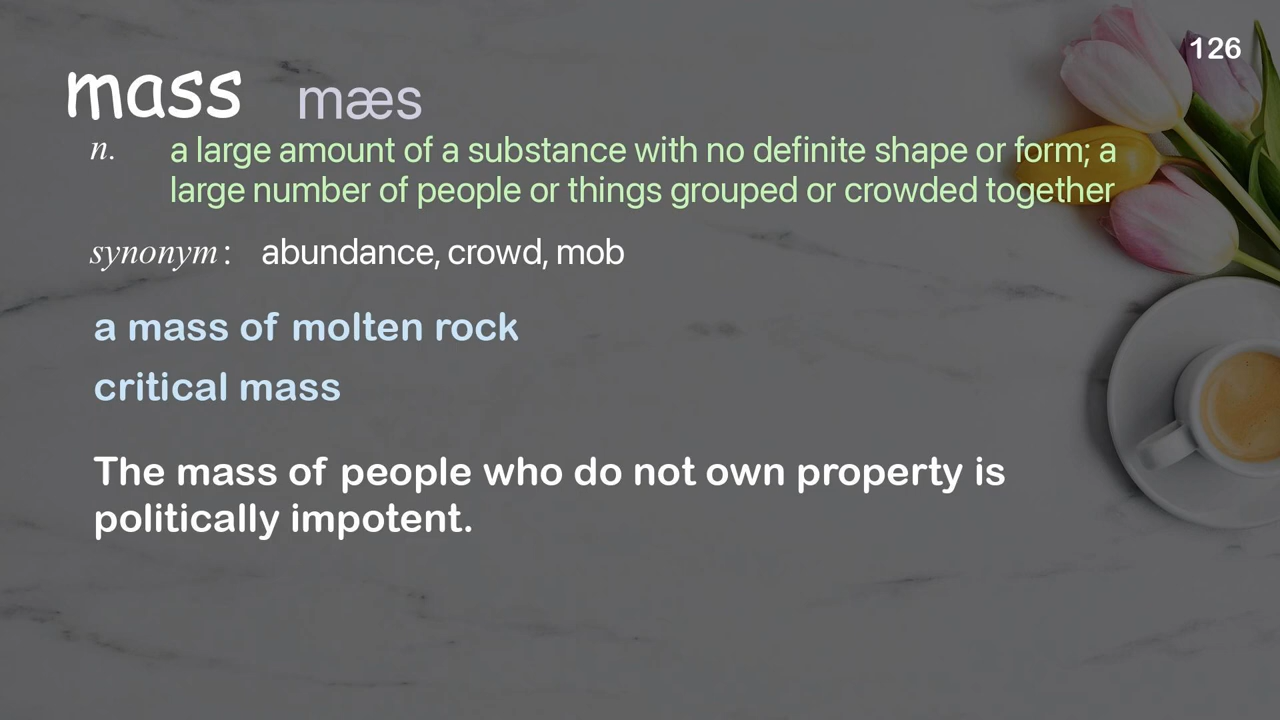 126
mass mæs
n. a large amount of a substance with no definite shape or form; a
large number of people or things grouped or crowded together
synonym: abundance, crowd, mob
a mass of molten rock
critical mass
The mass of people who do not own property is
politically impotent.